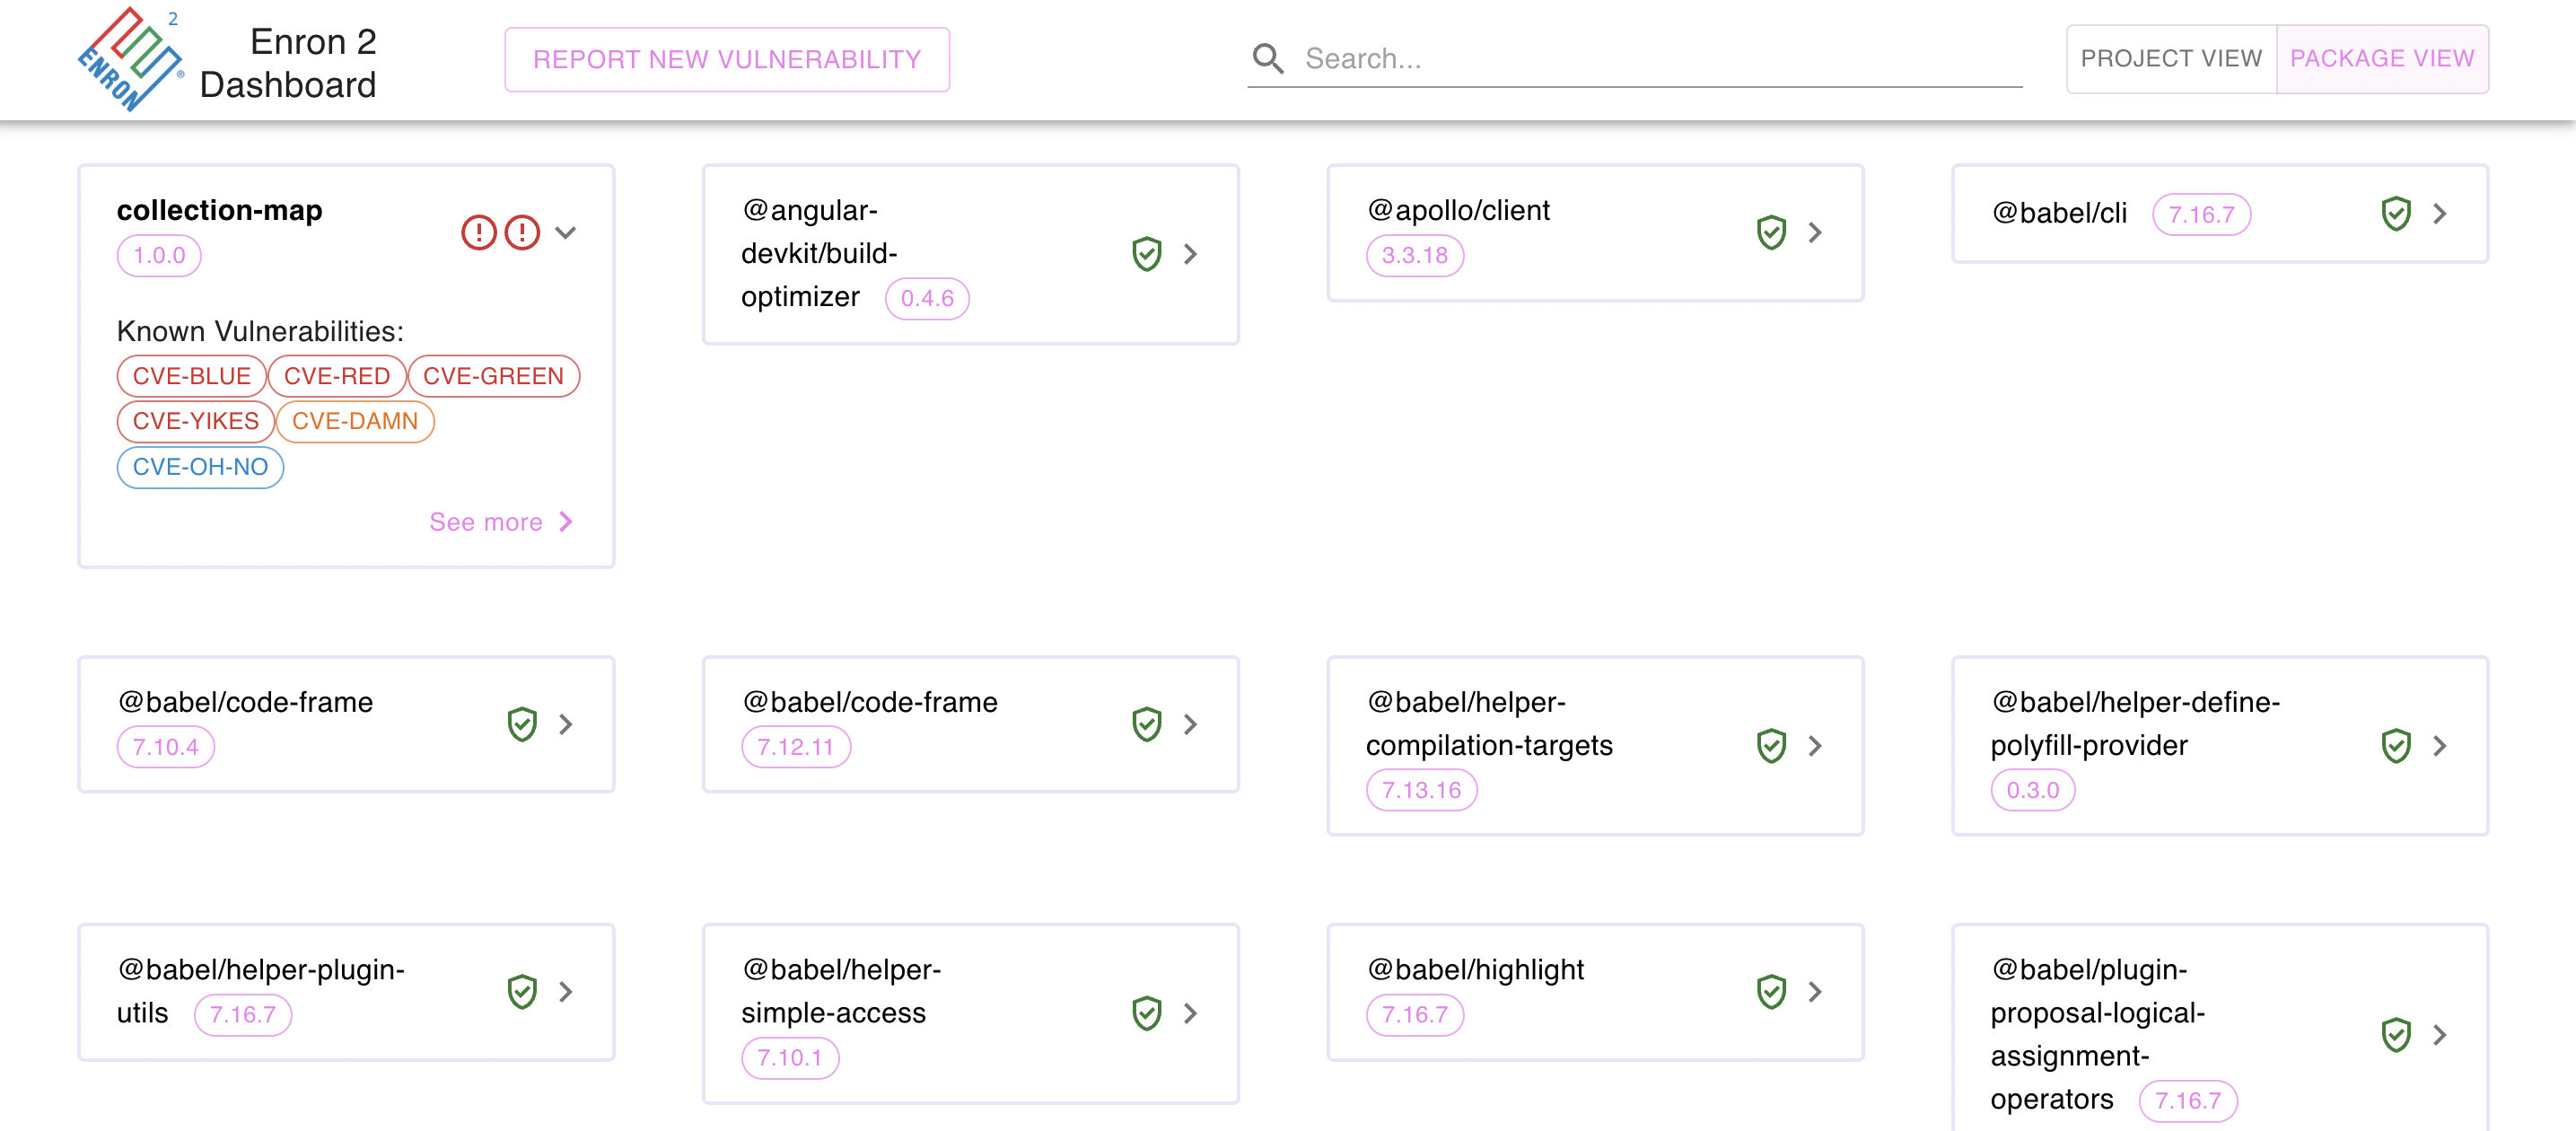 2
ENRON
®
Enron 2
Dashboard
REPORT NEW VULNERABILITY
Search...
PROJECT VIEW
PACKAGE VIEW
collection-map
1.0.0
Known Vulnerabilities:
CVE-BLUE CVE-RED CVE-GREEN
CVE-YIKES CVE-DAMN
CVE-OH-NO
See more
@angular-
devkit/build-
optimizer 0.4.6
@apollo/client
3.3.18
@babel/cli 7.16.7
@babel/code-frame
7.10.4
@babel/code-frame
7.12.11
@babel/helper-
compilation-targets
7.13.16
@babel/helper-define-
polyfill-provider
0.3.0
@babel/helper-plugin-
utils 7.16.7
@babel/helper-
simple-access
7.10.1
@babel/highlight
7.16.7
@babel/plugin-
proposal-logical-
assignment-
operators 7.16.7